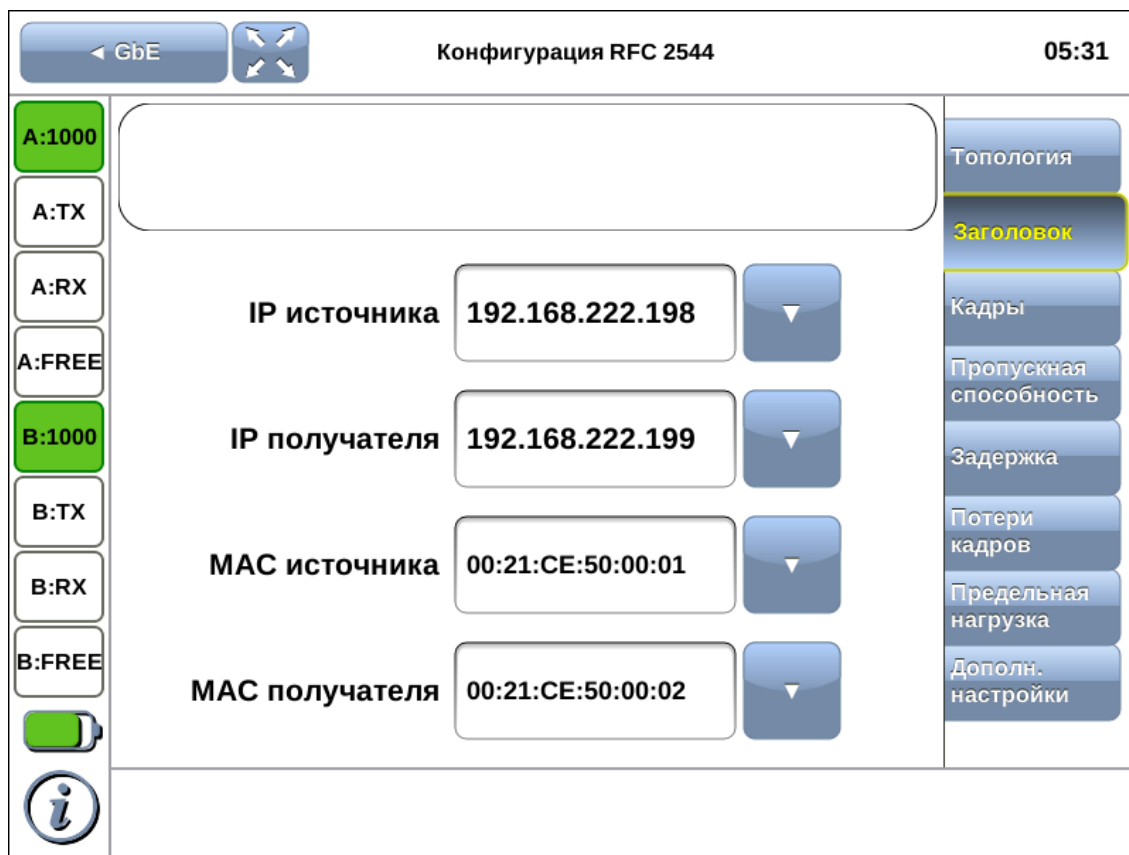 ◄ GbE
Конфигурация RFC 2544
05:31
A:1000
A:TX
A:RX
A:FREE
B:1000
B:TX
B:RX
B:FREE
i
IP источника
192.168.222.198
▼
IP получателя
192.168.222.199
▼
MAC источника
00:21:CE:50:00:01
▼
MAC получателя
00:21:CE:50:00:02
▼
Топология
Заголовок
Кадры
Пропускная
способность
Задержка
Потери
кадров
Предельная
нагрузка
Дополн.
настройки